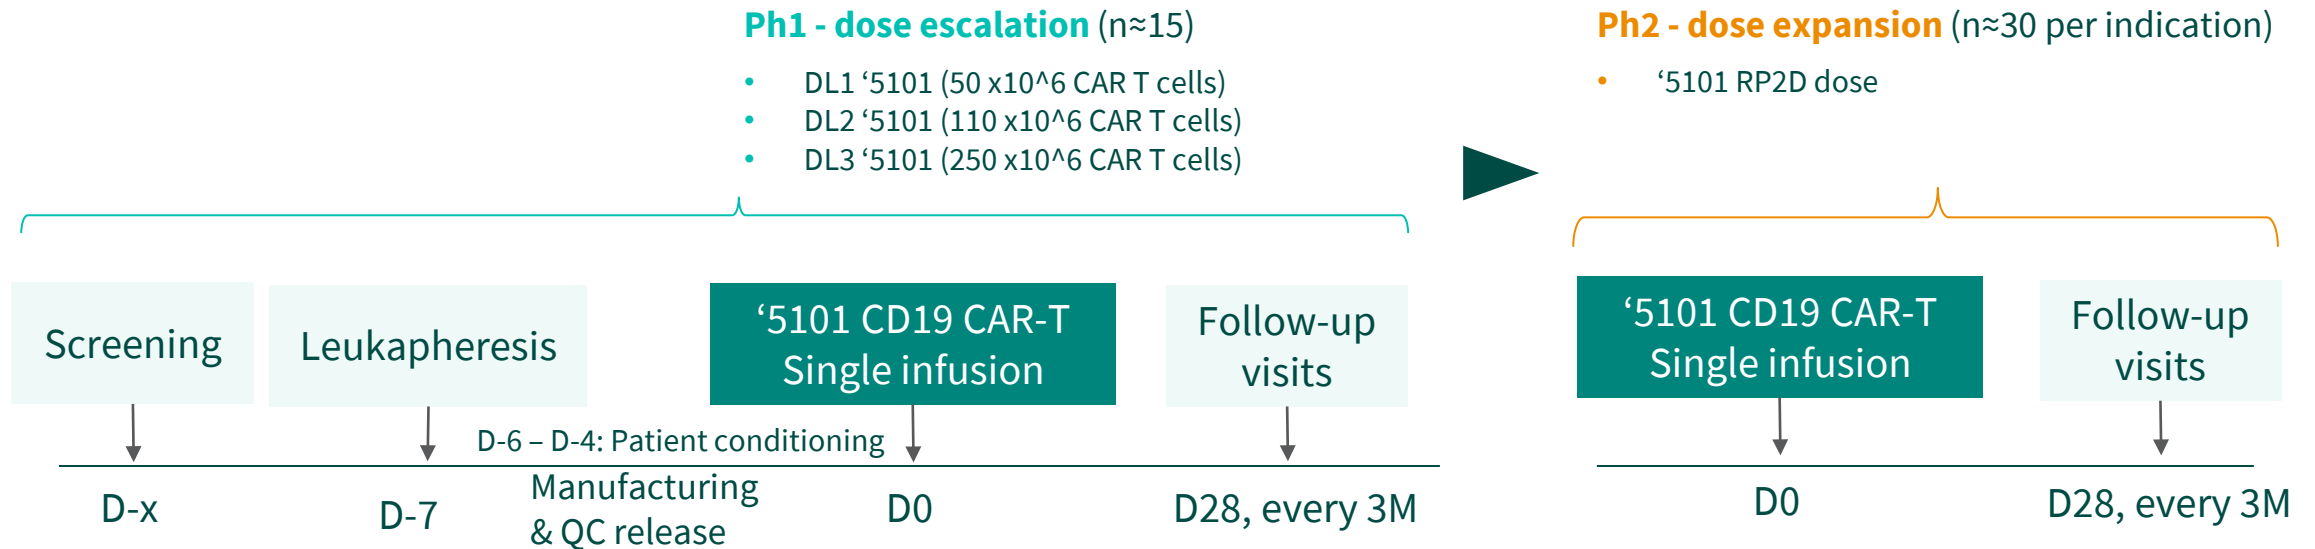 Ph1 - dose escalation (n≈15)
• DL1 ‘5101 (50 x10^6 CAR T cells)
• DL2 ‘5101 (110 x10^6 CAR T cells)
• DL3 ‘5101 (250 x10^6 CAR T cells)
Ph2 - dose expansion (n≈30 per indication)
• ‘5101 RP2D dose
Screening
Leukapheresis
‘5101 CD19 CAR-T
Single infusion
Follow-up
visits
D-6 – D-4: Patient conditioning
D-x
D-7
Manufacturing
& QC release
D0
D28, every 3M
‘5101 CD19 CAR-T
Single infusion
Follow-up
visits
D0
D28, every 3M